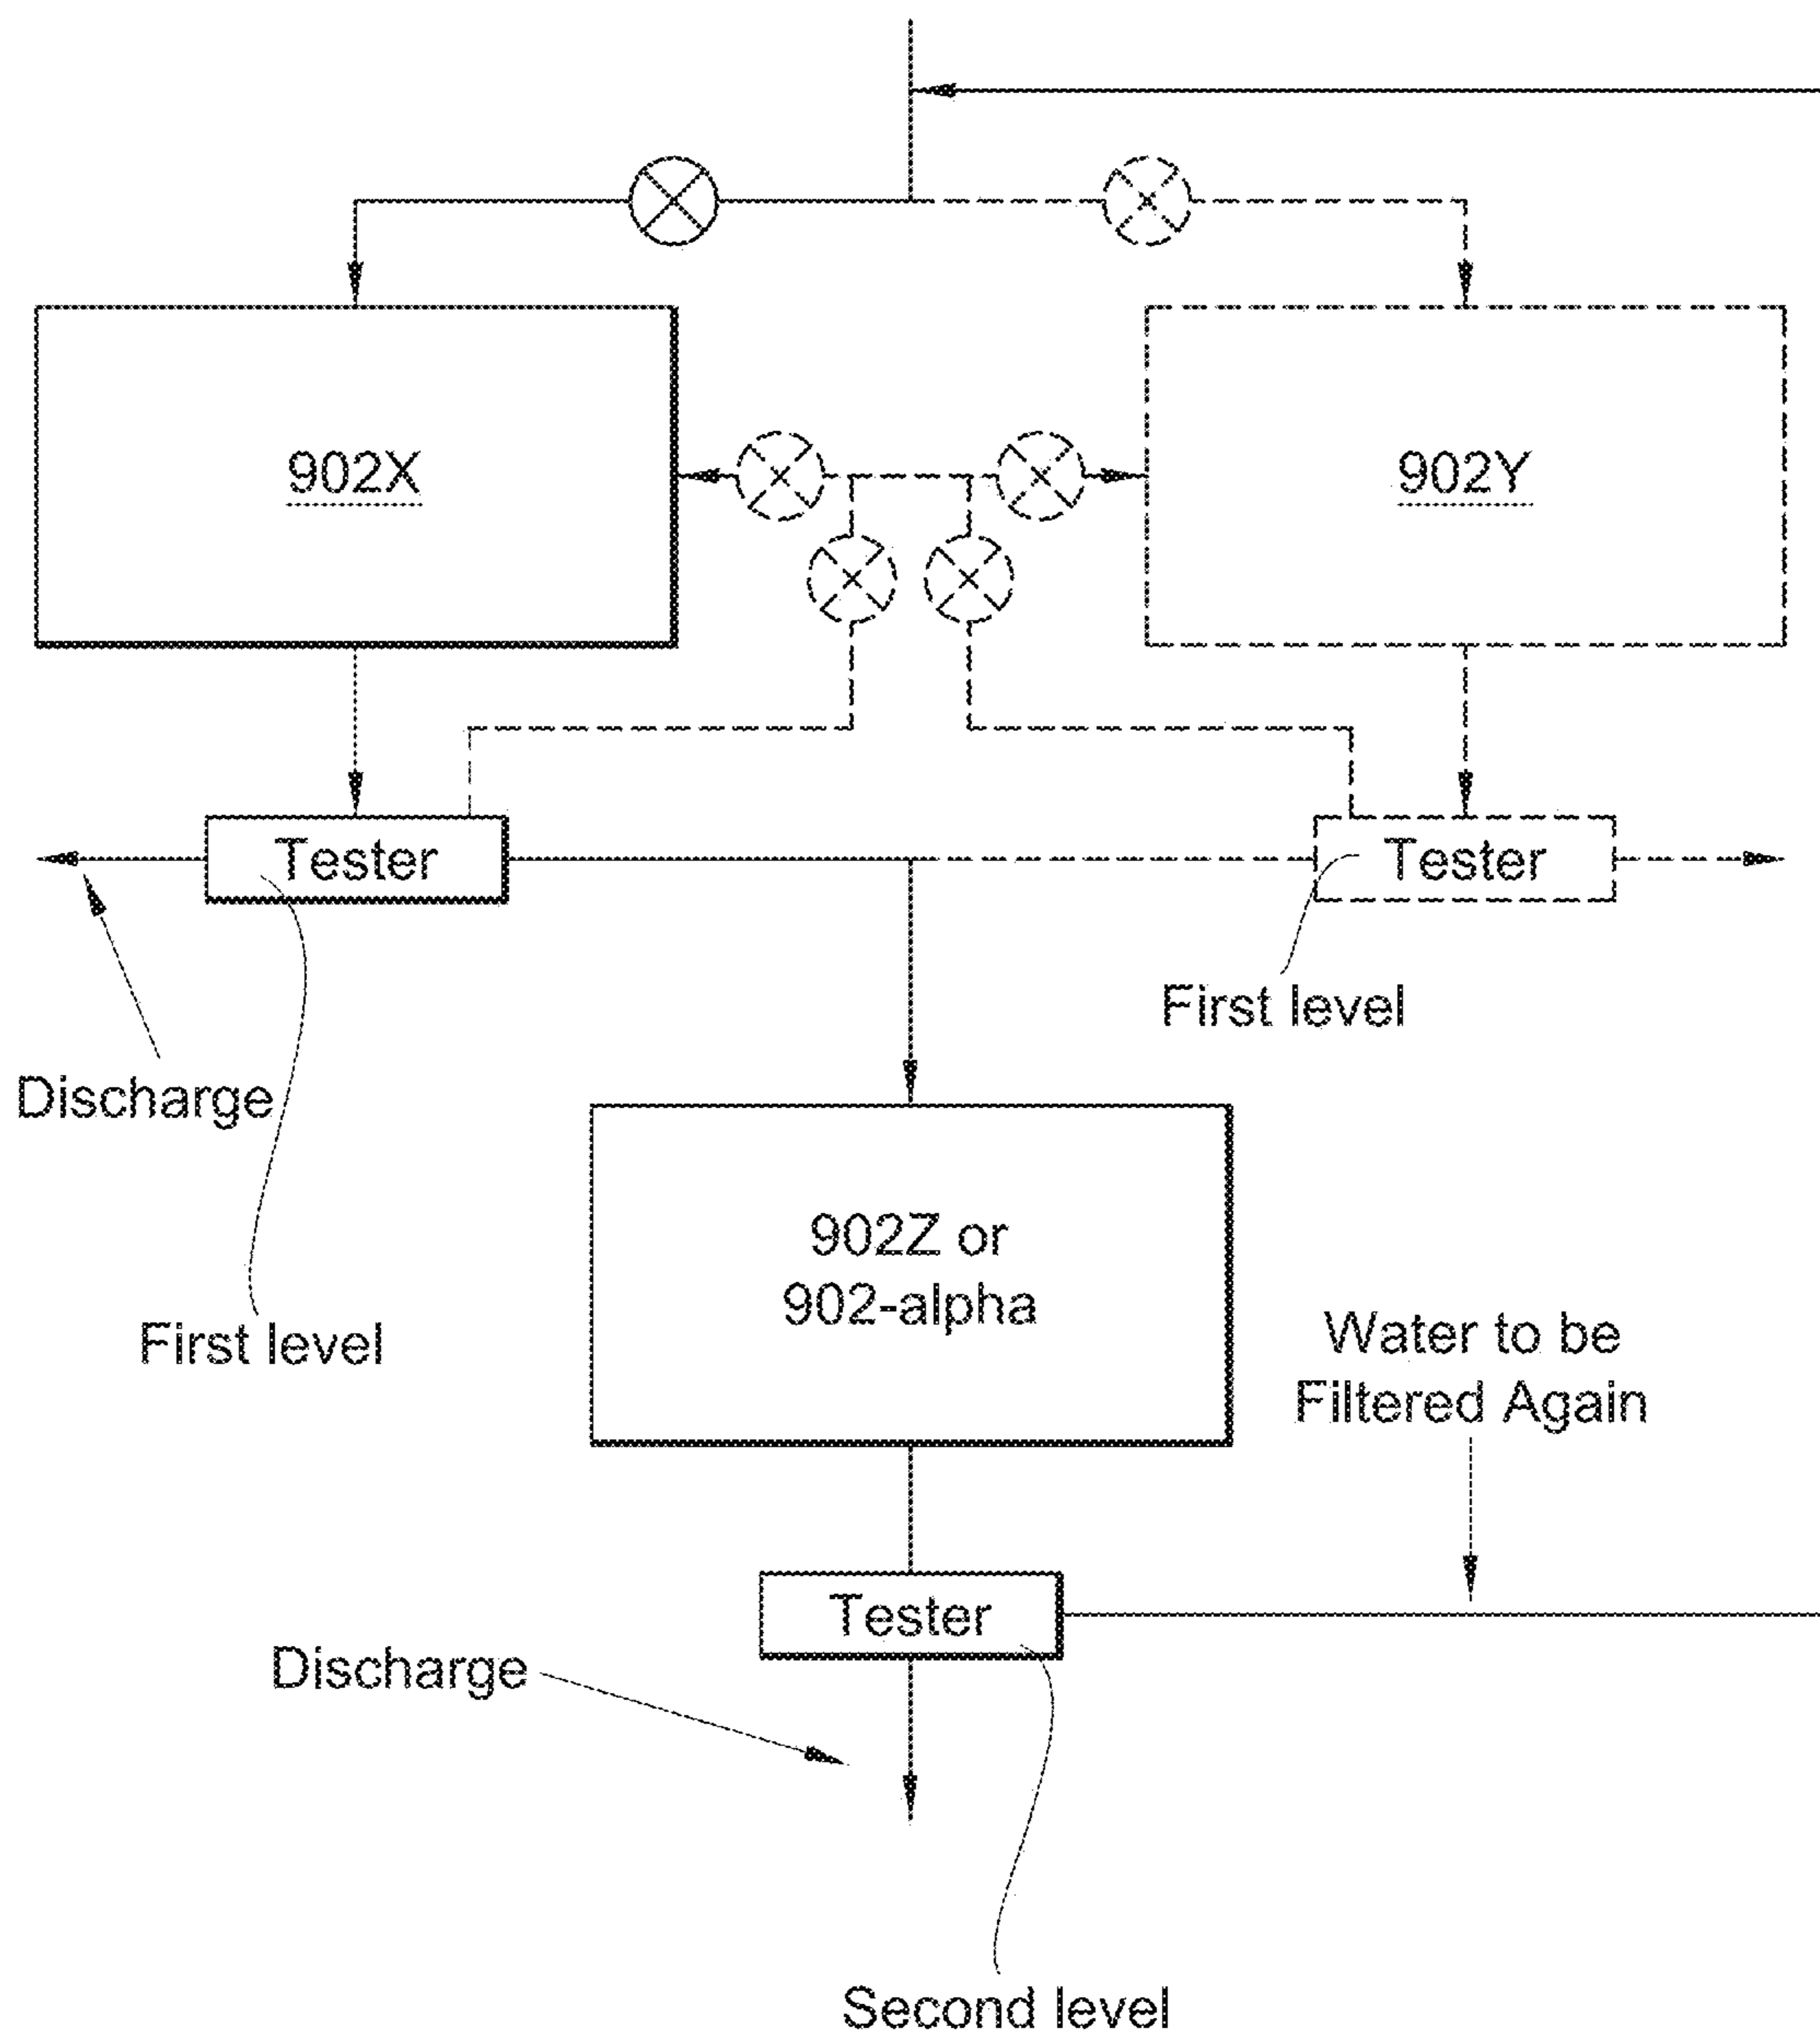 902X
902Y
Tester
Tester
First level
Discharge
902Z or
902-alpha
First level
Water to be
Filtered Again
Tester
Discharge
Second level